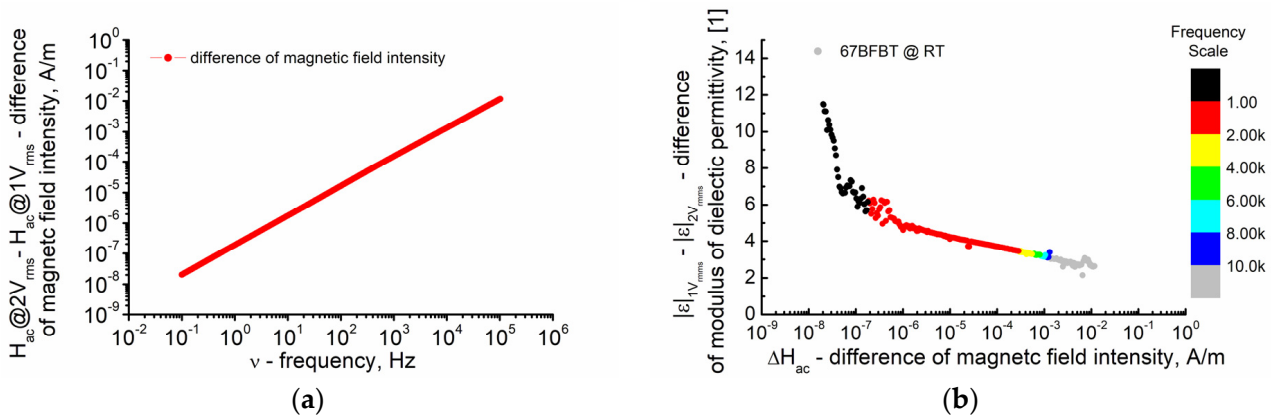 H_ac@2V_rms - H_ac@1V_rms - difference
of magnetic field intensity, A/m
10^0
10^-1
10^-2
10^-3
10^-4
10^-5
10^-6
10^-7
10^-8
10^-9
difference of magnetic field intensity
10^-2 10^-1 10^0 10^1 10^2 10^3 10^4 10^5 10^6
ν - frequency, Hz
(a)
|ε|_1V_rmms - |ε|_2V_rmms - difference
of modulus of dielectic permittivity, [1]
14
12
10
8
6
4
2
0
67BFBT @ RT
10^-9 10^-8 10^-7 10^-6 10^-5 10^-4 10^-3 10^-2 10^-1 10^0
ΔH_ac - difference of magnetc field intensity, A/m
Frequency
Scale
1.00
2.00k
4.00k
6.00k
8.00k
10.0k
(b)